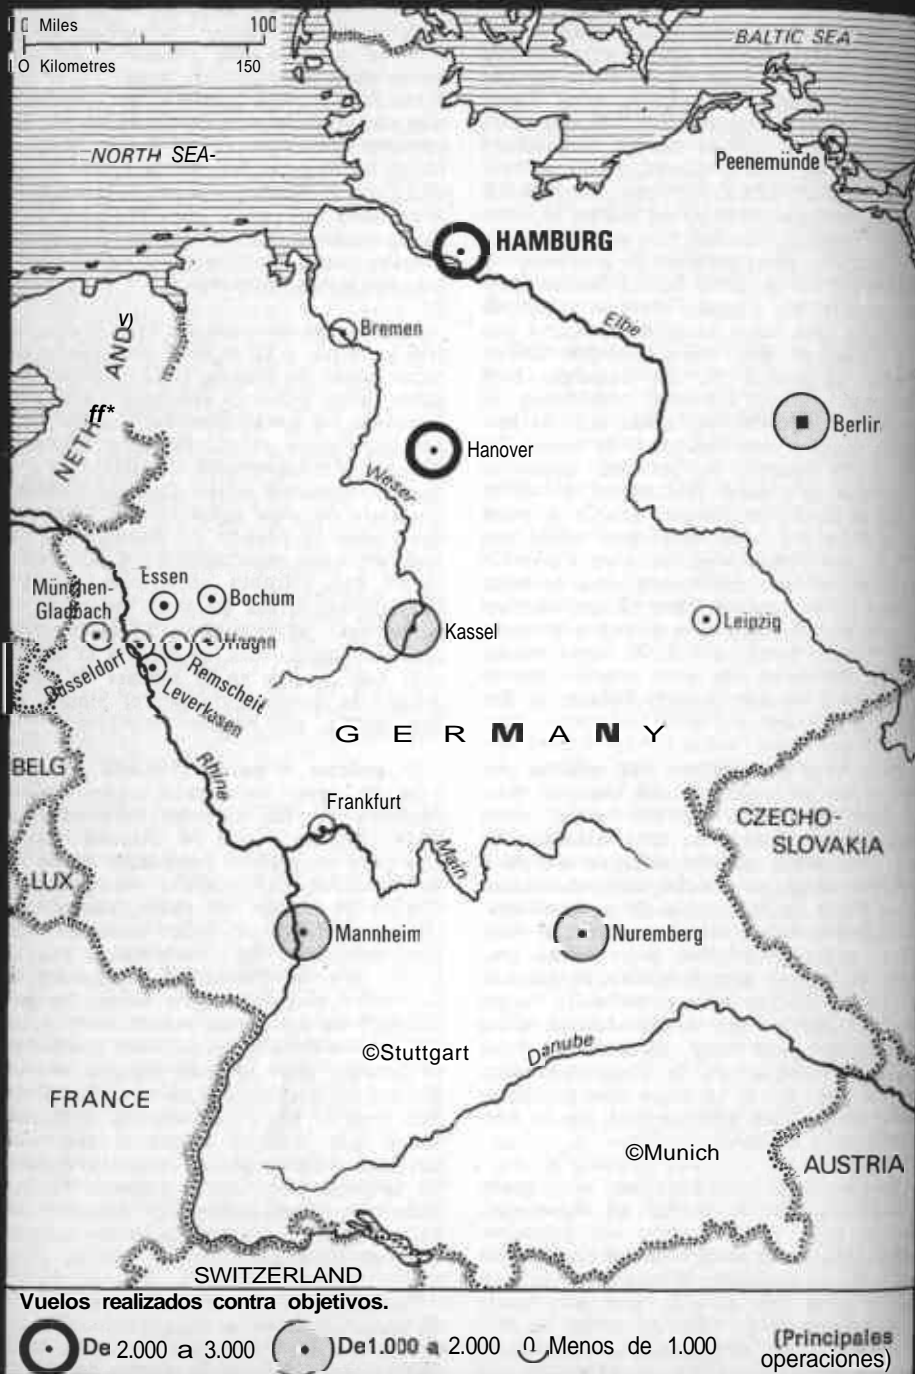 0 Miles 100
O Kilometres 150
BALTIC SEA
NORTH SEA-
Peenemünde
HAMBURG
Elbe
Bremen
V)
AND
ff*
NETH
Berlin
Hanover
Weser
München-
Gladbach
Essen
Bochum
Hagen
Düsseldorf
Remscheit
Leverkusen
Kassel
Leipzig
GERMANY
BELG
Rhine
Frankfurt
Main
CZECHO-
SLOVAKIA
LUX
Mannheim
Nuremberg
©Stuttgart
Danube
FRANCE
©Munich
AUSTRIA
SWITZERLAND
Vuelos realizados contra objetivos.
De 2.000 a 3.000 De 1.000 a 2.000 Menos de 1.000 (Principales
operaciones)